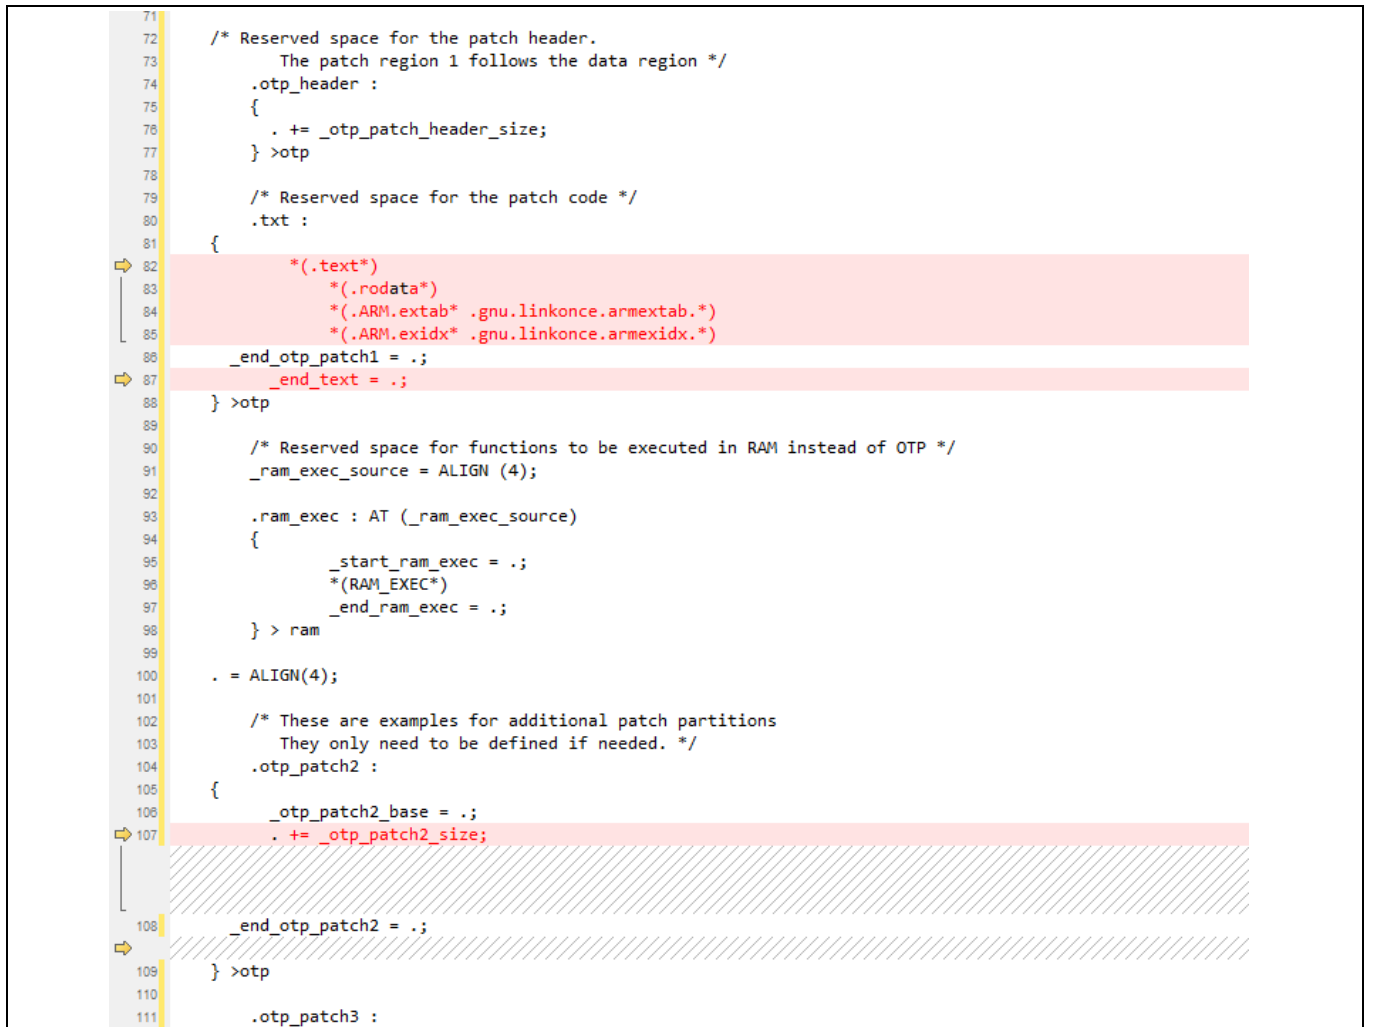 71
72 /* Reserved space for the patch header.
73 The patch region 1 follows the data region */
74 .otp_header :
75 {
76 . += _otp_patch_header_size;
77 } >otp
78
79 /* Reserved space for the patch code */
80 .txt :
81 {
82 *(.text*)
83 *(.rodata*)
84 *(.ARM.extab* .gnu.linkonce.armextab.*)
85 *(.ARM.exidx* .gnu.linkonce.armexidx.*)
86 _end_otp_patch1 = .;
87 _end_text = .;
88 } >otp
89
90 /* Reserved space for functions to be executed in RAM instead of OTP */
91 _ram_exec_source = ALIGN (4);
92
93 .ram_exec : AT (_ram_exec_source)
94 {
95 _start_ram_exec = .;
96 *(RAM_EXEC*)
97 _end_ram_exec = .;
98 } > ram
99
100 . = ALIGN(4);
101
102 /* These are examples for additional patch partitions
103 They only need to be defined if needed. */
104 .otp_patch2 :
105 {
106 _otp_patch2_base = .;
107 . += _otp_patch2_size;
108 _end_otp_patch2 = .;
109 } >otp
110
111 .otp_patch3 :